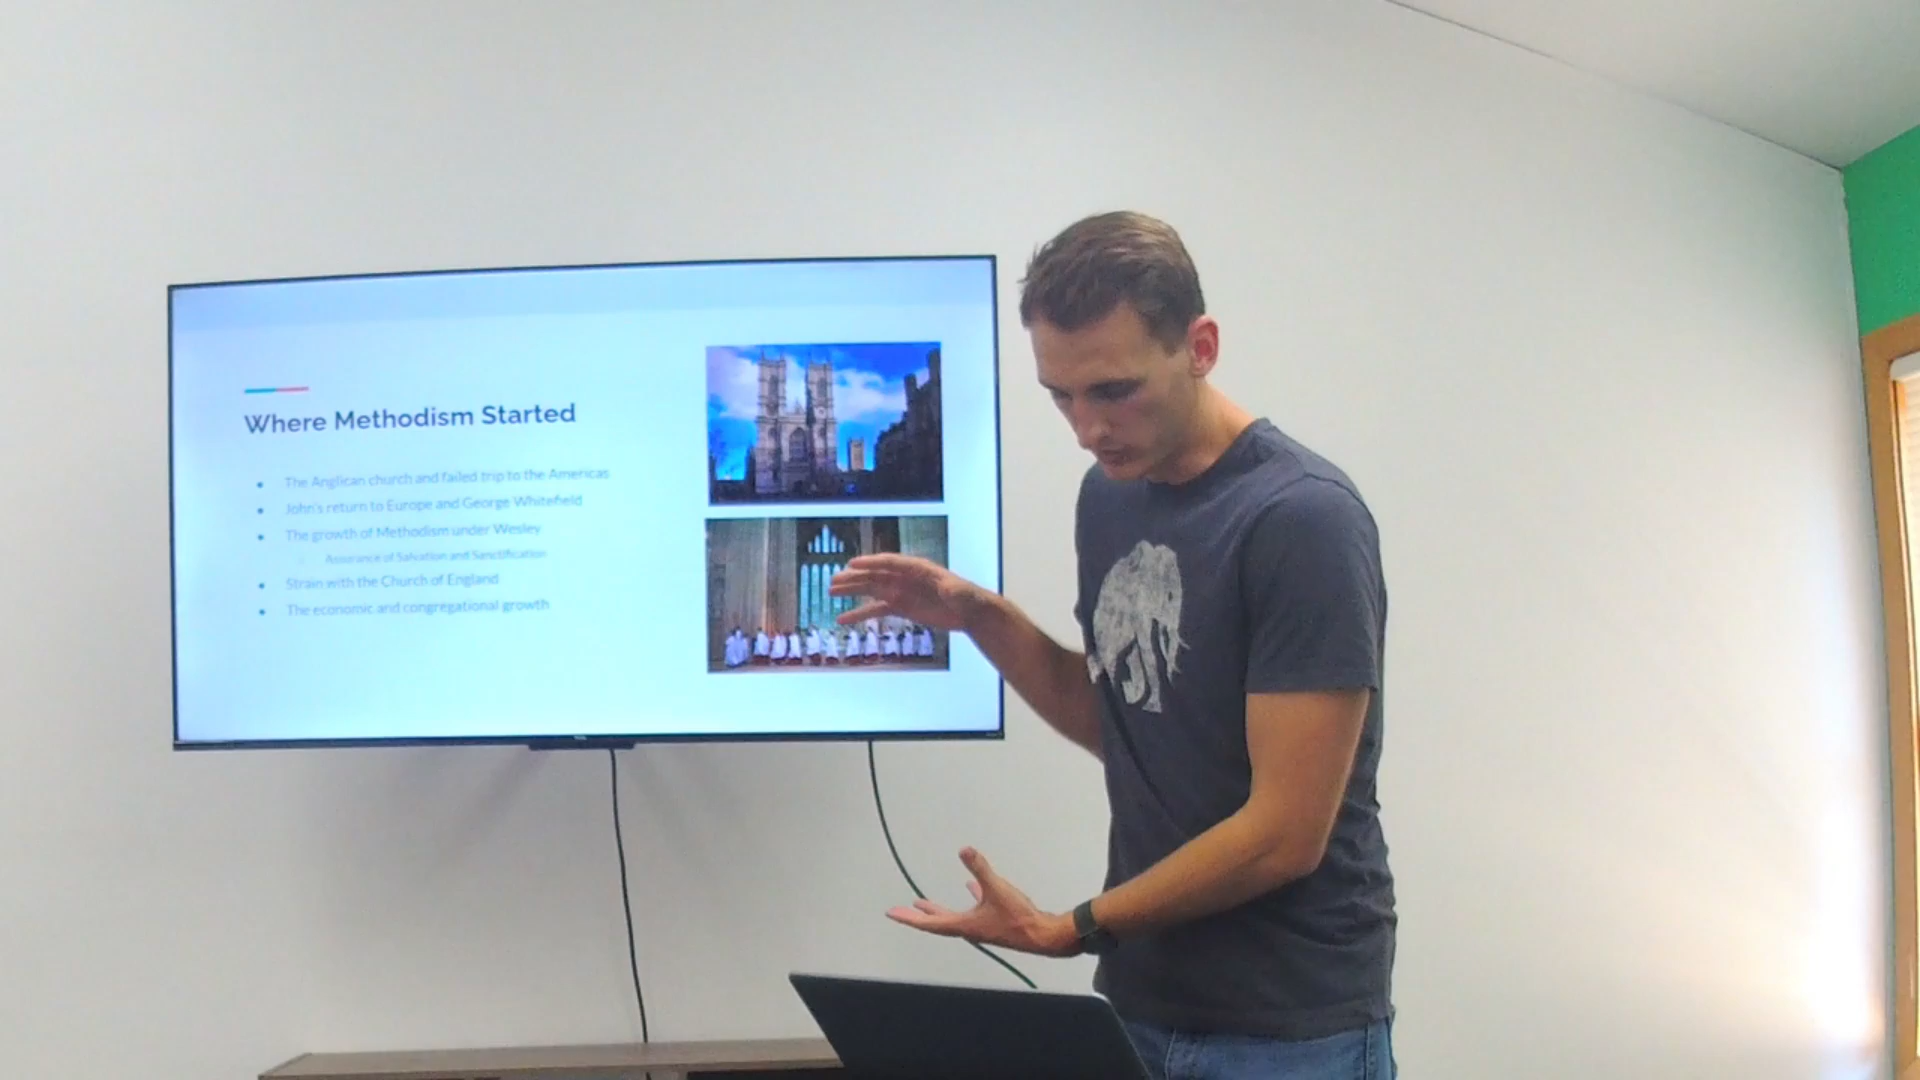 Where Methodism Started
The Anglican church and failed trip to the Americas
John's return to Europe and George Whitefield
The growth of Methodism under Wesley
Assurance of Salvation and Sanctification
Strain with the Church of England
The economic and congregational growth